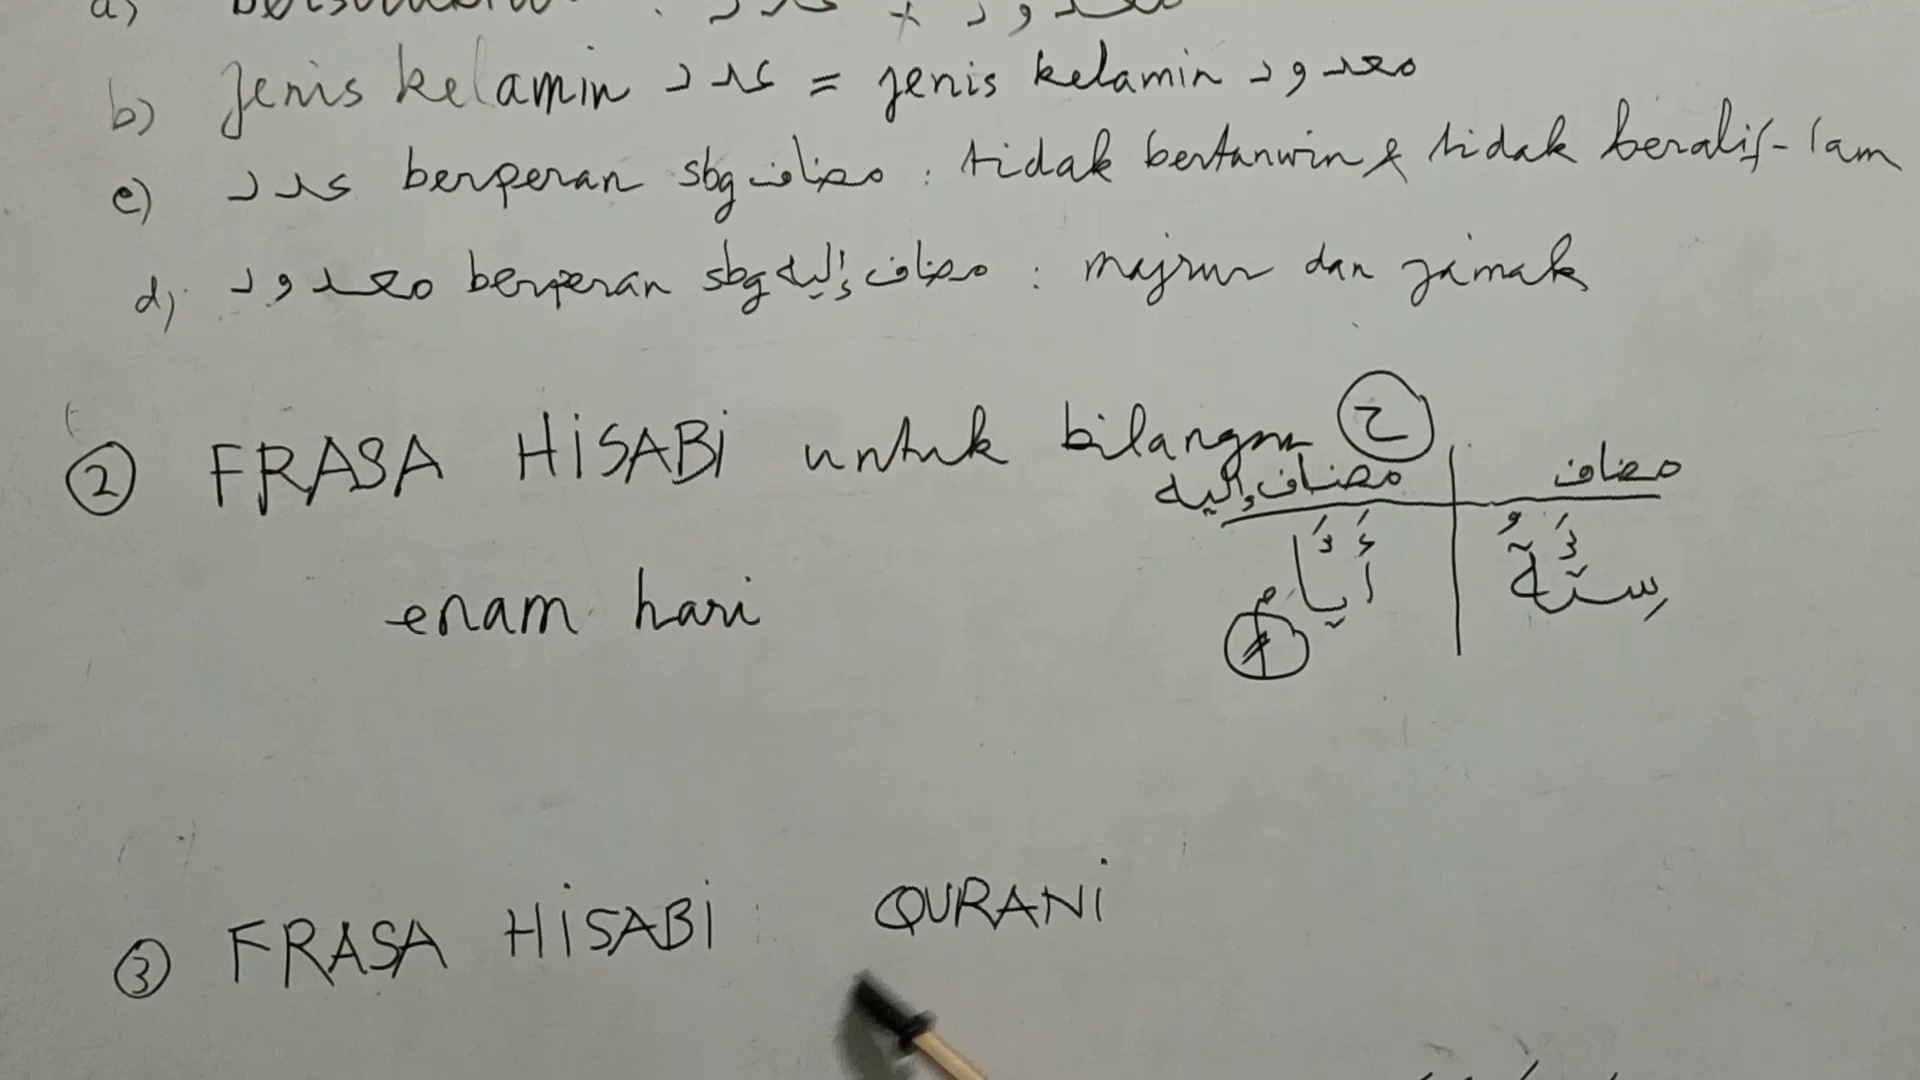 a) : معدود + عدد
b) Jenis kelamin عدد = jenis kelamin معدود
c) عدد berperan sbg مضاف : tidak bertanwin & tidak beralif-lam
d) معدود berperan sbg مضاف إليه : majrur dan jamak
② FRASA HISABI untuk bilangan
مضاف | مضاف إليه
enam hari سِتَّةُ | أَيَّام
③ FRASA HISABI QURANI